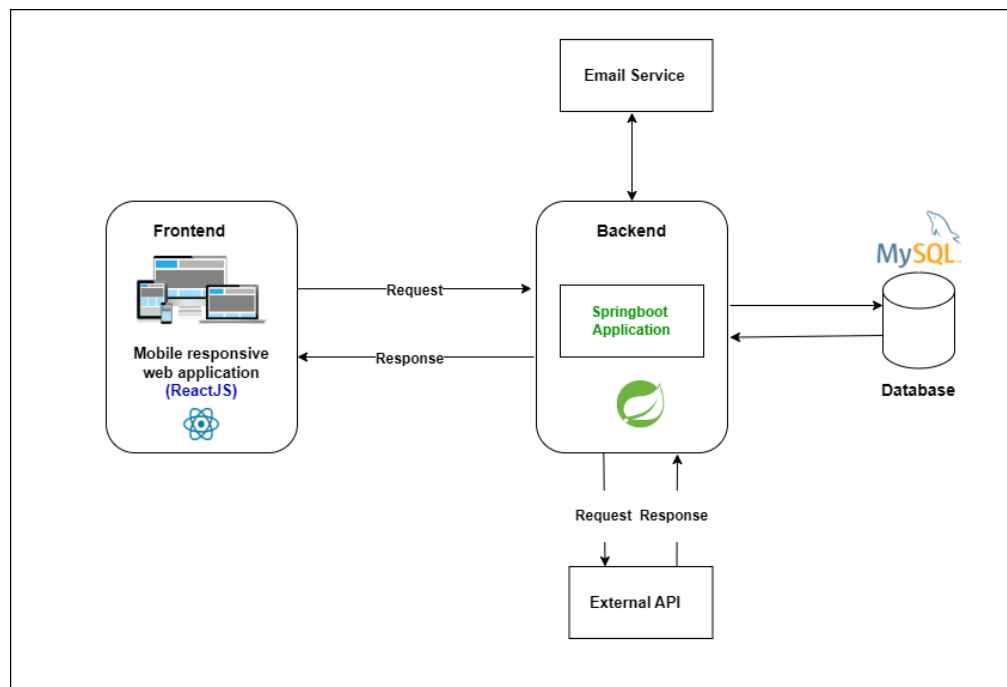 Email Service
Frontend
Mobile responsive
web application
(ReactJS)
Request
Response
Backend
Springboot
Application
MySQL
Database
Request Response
External API